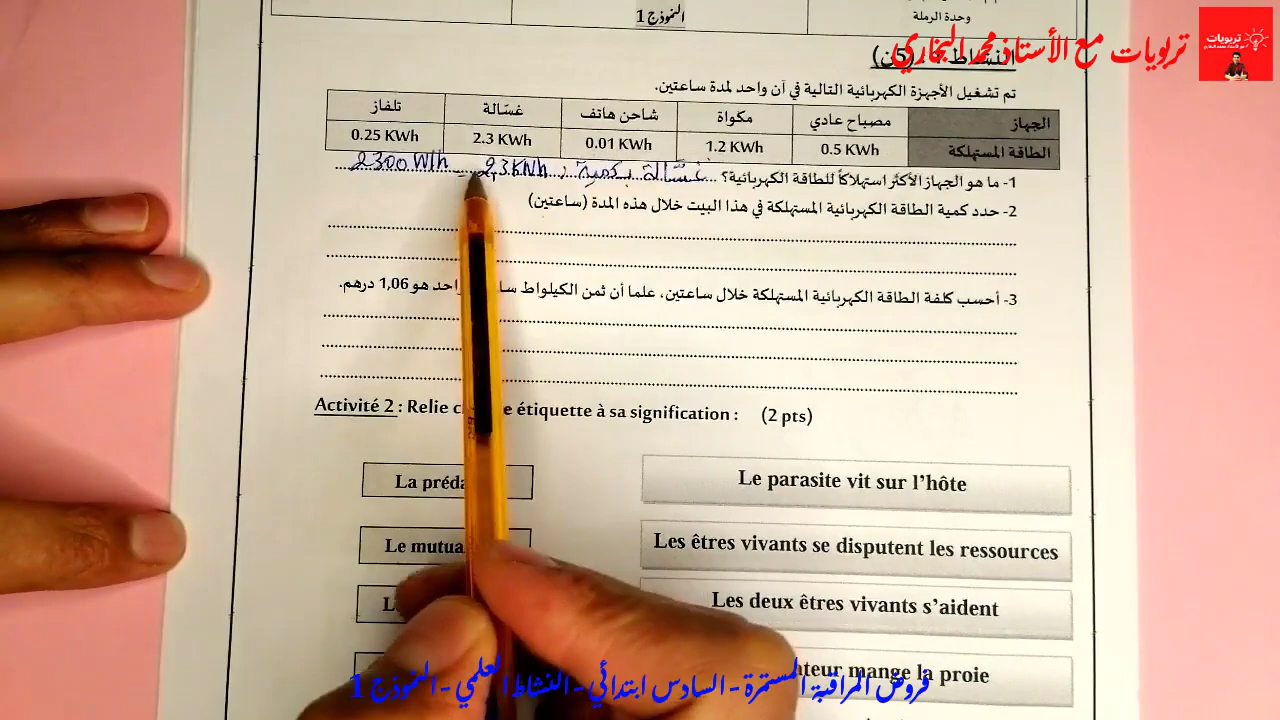 وحدة الرملة
النموذج 1
تربويات مع الأستاذ محمد البخاري
تربويات
النشاط (5ن)
تم تشغيل الأجهزة الكهربائية التالية في آن واحد لمدة ساعتين.
الجهاز مصباح عادي مكواة شاحن هاتف غسّالة تلفاز
الطاقة المستهلكة 0.5 KWh 1.2 KWh 0.01 KWh 2.3 KWh 0.25 KWh
1- ما هو الجهاز الأكثر استهلاكاً للطاقة الكهربائية؟ غسّالة بكمية : 2,3 KWh 2300 Wh
2- حدد كمية الطاقة الكهربائية المستهلكة في هذا البيت خلال هذه المدة (ساعتين)
3- أحسب كلفة الطاقة الكهربائية المستهلكة خلال ساعتين، علما أن ثمن الكيلواط هو 1,06 درهم.
Activité 2 : Relie étiquette à sa signification : (2 pts)
Le parasite vit sur l'hôte
Les êtres vivants se disputent les ressources
Les deux êtres vivants s'aident
mange la proie
فروض المراقبة المستمرة - السادس ابتدائي - النشاط العلمي - النموذج 1